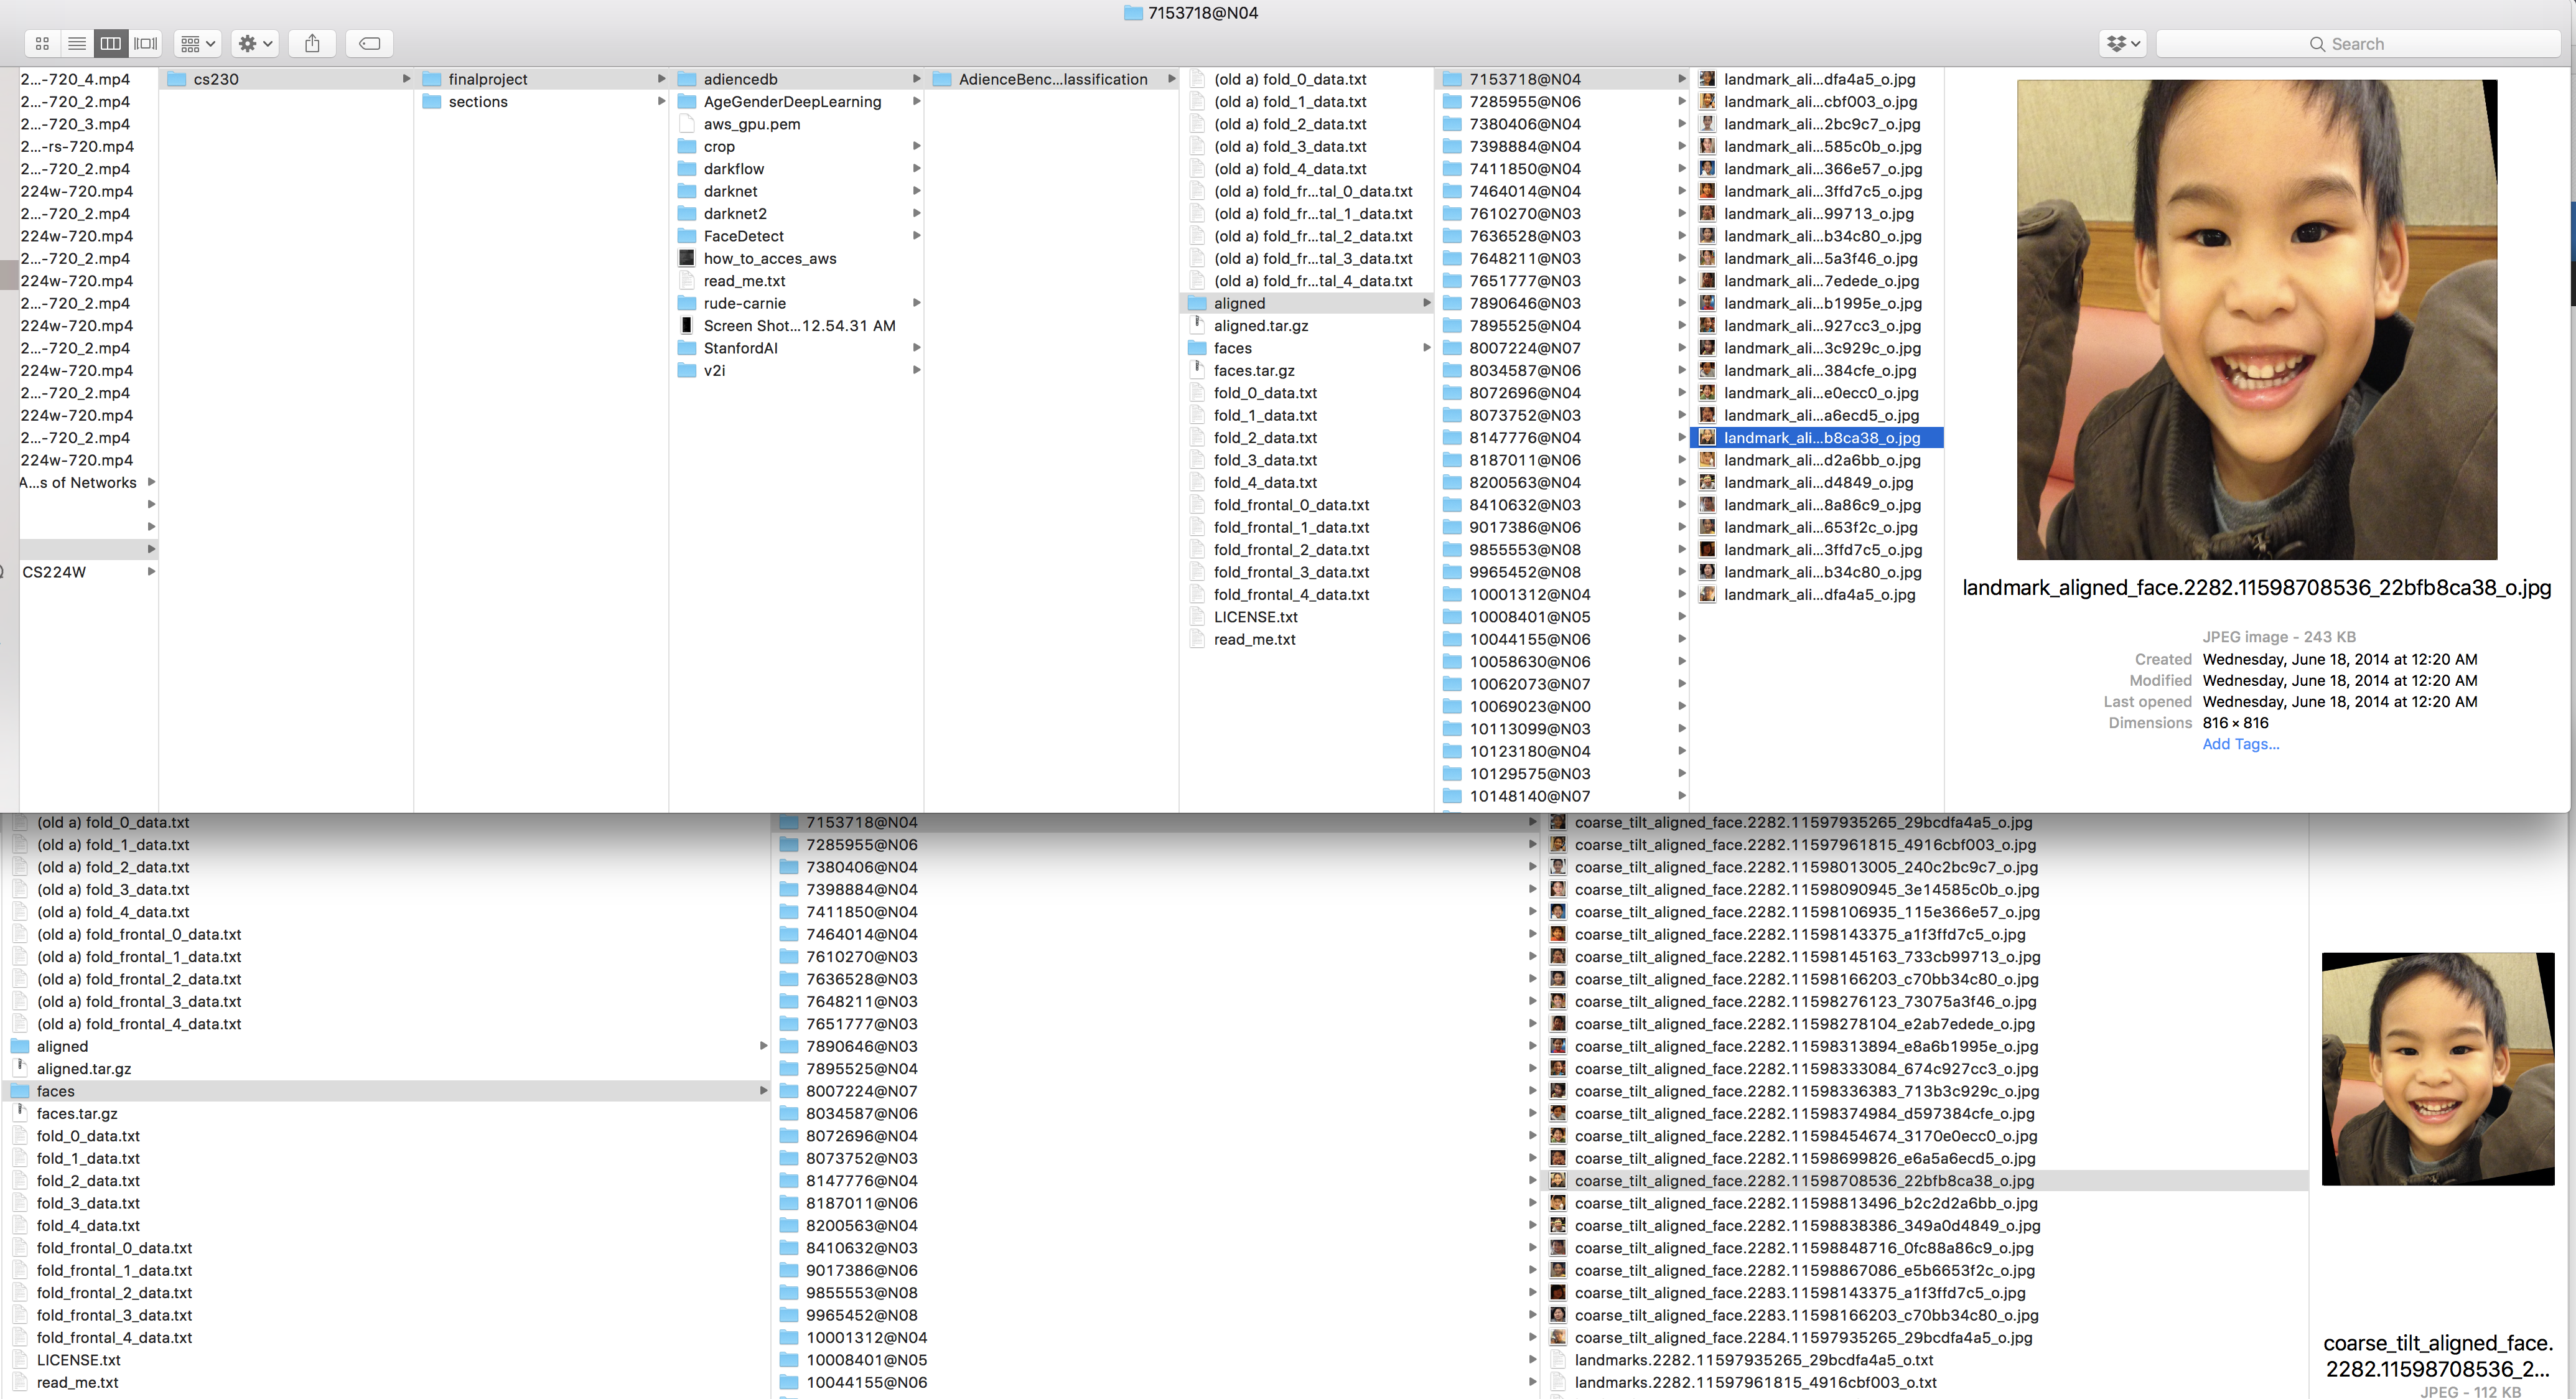 7153718@N04
Search
2...-720_4.mp4
2...-720_2.mp4
2...-720_3.mp4
2...-rs-720.mp4
2...-720_2.mp4
224w-720.mp4
2...-720_2.mp4
224w-720.mp4
2...-720_2.mp4
224w-720.mp4
2...-720_2.mp4
224w-720.mp4
2...-720_2.mp4
224w-720.mp4
2...-720_2.mp4
224w-720.mp4
2...-720_2.mp4
224w-720.mp4
A...s of Networks
CS224W
cs230
finalproject
sections
adiencedb
AgeGenderDeepLearning
aws_gpu.pem
crop
darkflow
darknet
darknet2
FaceDetect
how_to_acces_aws
read_me.txt
rude-carnie
Screen Shot...12.54.31 AM
StanfordAI
v2i
AdienceBenc...lassification
(old a) fold_0_data.txt
(old a) fold_1_data.txt
(old a) fold_2_data.txt
(old a) fold_3_data.txt
(old a) fold_4_data.txt
(old a) fold_fr...tal_0_data.txt
(old a) fold_fr...tal_1_data.txt
(old a) fold_fr...tal_2_data.txt
(old a) fold_fr...tal_3_data.txt
(old a) fold_fr...tal_4_data.txt
aligned
aligned.tar.gz
faces
faces.tar.gz
fold_0_data.txt
fold_1_data.txt
fold_2_data.txt
fold_3_data.txt
fold_4_data.txt
fold_frontal_0_data.txt
fold_frontal_1_data.txt
fold_frontal_2_data.txt
fold_frontal_3_data.txt
fold_frontal_4_data.txt
LICENSE.txt
read_me.txt
7153718@N04
7285955@N06
7380406@N04
7398884@N04
7411850@N04
7464014@N04
7610270@N03
7636528@N03
7648211@N03
7651777@N03
7890646@N03
7895525@N04
8007224@N07
8034587@N06
8072696@N04
8073752@N03
8147776@N04
8187011@N06
8200563@N04
8410632@N03
9017386@N06
9855553@N08
9965452@N08
10001312@N04
10008401@N05
10044155@N06
10058630@N06
10062073@N07
10069023@N00
10113099@N03
10123180@N04
10129575@N03
10148140@N07
landmark_ali...dfa4a5_o.jpg
landmark_ali...cbf003_o.jpg
landmark_ali...2bc9c7_o.jpg
landmark_ali...585c0b_o.jpg
landmark_ali...366e57_o.jpg
landmark_ali...3ffd7c5_o.jpg
landmark_ali...99713_o.jpg
landmark_ali...b34c80_o.jpg
landmark_ali...5a3f46_o.jpg
landmark_ali...7edede_o.jpg
landmark_ali...b1995e_o.jpg
landmark_ali...927cc3_o.jpg
landmark_ali...3c929c_o.jpg
landmark_ali...384cfe_o.jpg
landmark_ali...e0ecc0_o.jpg
landmark_ali...a6ecd5_o.jpg
landmark_ali...b8ca38_o.jpg
landmark_ali...d2a6bb_o.jpg
landmark_ali...d4849_o.jpg
landmark_ali...8a86c9_o.jpg
landmark_ali...653f2c_o.jpg
landmark_ali...3ffd7c5_o.jpg
landmark_ali...b34c80_o.jpg
landmark_ali...dfa4a5_o.jpg
landmark_aligned_face.2282.11598708536_22bfb8ca38_o.jpg
JPEG image - 243 KB
Created Wednesday, June 18, 2014 at 12:20 AM
Modified Wednesday, June 18, 2014 at 12:20 AM
Last opened Wednesday, June 18, 2014 at 12:20 AM
Dimensions 816 × 816
Add Tags...
(old a) fold_0_data.txt
(old a) fold_1_data.txt
(old a) fold_2_data.txt
(old a) fold_3_data.txt
(old a) fold_4_data.txt
(old a) fold_frontal_0_data.txt
(old a) fold_frontal_1_data.txt
(old a) fold_frontal_2_data.txt
(old a) fold_frontal_3_data.txt
(old a) fold_frontal_4_data.txt
aligned
aligned.tar.gz
faces
faces.tar.gz
fold_0_data.txt
fold_1_data.txt
fold_2_data.txt
fold_3_data.txt
fold_4_data.txt
fold_frontal_0_data.txt
fold_frontal_1_data.txt
fold_frontal_2_data.txt
fold_frontal_3_data.txt
fold_frontal_4_data.txt
LICENSE.txt
read_me.txt
7153718@N04
7285955@N06
7380406@N04
7398884@N04
7411850@N04
7464014@N04
7610270@N03
7636528@N03
7648211@N03
7651777@N03
7890646@N03
7895525@N04
8007224@N07
8034587@N06
8072696@N04
8073752@N03
8147776@N04
8187011@N06
8200563@N04
8410632@N03
9017386@N06
9855553@N08
9965452@N08
10001312@N04
10008401@N05
10044155@N06
coarse_tilt_aligned_face.2282.11597935265_29bcdfa4a5_o.jpg
coarse_tilt_aligned_face.2282.11597961815_4916cbf003_o.jpg
coarse_tilt_aligned_face.2282.11598013005_240c2bc9c7_o.jpg
coarse_tilt_aligned_face.2282.11598090945_3e14585c0b_o.jpg
coarse_tilt_aligned_face.2282.11598106935_115e366e57_o.jpg
coarse_tilt_aligned_face.2282.11598143375_a1f3ffd7c5_o.jpg
coarse_tilt_aligned_face.2282.11598145163_733cb99713_o.jpg
coarse_tilt_aligned_face.2282.11598166203_c70bb34c80_o.jpg
coarse_tilt_aligned_face.2282.11598276123_73075a3f46_o.jpg
coarse_tilt_aligned_face.2282.11598278104_e2ab7edede_o.jpg
coarse_tilt_aligned_face.2282.11598313894_e8a6b1995e_o.jpg
coarse_tilt_aligned_face.2282.11598333084_674c927cc3_o.jpg
coarse_tilt_aligned_face.2282.11598336383_713b3c929c_o.jpg
coarse_tilt_aligned_face.2282.11598374984_d597384cfe_o.jpg
coarse_tilt_aligned_face.2282.11598454674_3170e0ecc0_o.jpg
coarse_tilt_aligned_face.2282.11598699826_e6a5a6ecd5_o.jpg
coarse_tilt_aligned_face.2282.11598708536_22bfb8ca38_o.jpg
coarse_tilt_aligned_face.2282.11598813496_b2c2d2a6bb_o.jpg
coarse_tilt_aligned_face.2282.11598838386_349a0d4849_o.jpg
coarse_tilt_aligned_face.2282.11598848716_0fc88a86c9_o.jpg
coarse_tilt_aligned_face.2282.11598867086_e5b6653f2c_o.jpg
coarse_tilt_aligned_face.2283.11598143375_a1f3ffd7c5_o.jpg
coarse_tilt_aligned_face.2283.11598166203_c70bb34c80_o.jpg
coarse_tilt_aligned_face.2284.11597935265_29bcdfa4a5_o.jpg
landmarks.2282.11597935265_29bcdfa4a5_o.txt
landmarks.2282.11597961815_4916cbf003_o.txt
coarse_tilt_aligned_face.
2282.11598708536_2...
JPEG - 112 KB